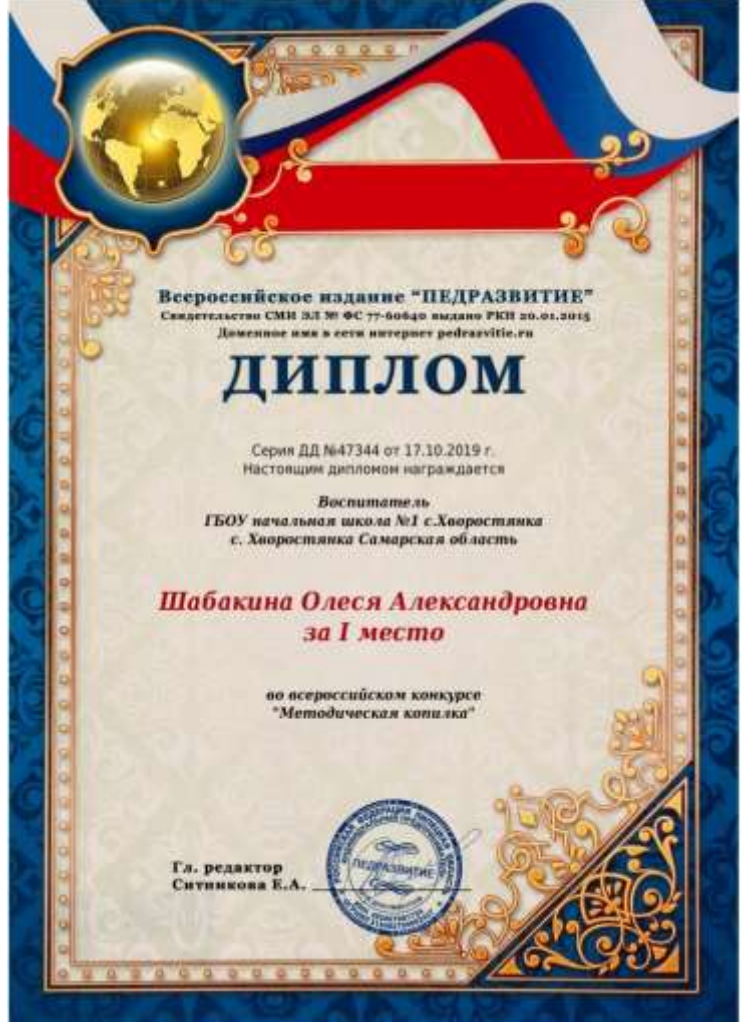 Всероссийское издание “ПЕДРАЗВИТИЕ”
Свидетельство СМИ ЭЛ № ФС 77-60640 выдано РКН 20.01.2015
Доменное имя в сети интернет pedrazvitie.ru
ДИПЛОМ
Серия ДД №47344 от 17.10.2019 г.
Настоящим дипломом награждается
Воспитатель
ГБОУ начальная школа №1 с.Хворостянка
с. Хворостянка Самарская область
Шабакина Олеся Александровна
за I место
во всероссийском конкурсе
"Методическая копилка"
ПЕДРАЗВИТИЕ
Гл. редактор
Ситникова Е.А.